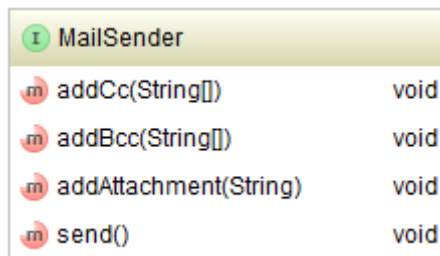 I MailSender
m addCc(String[]) void
m addBcc(String[]) void
m addAttachment(String) void
m send() void